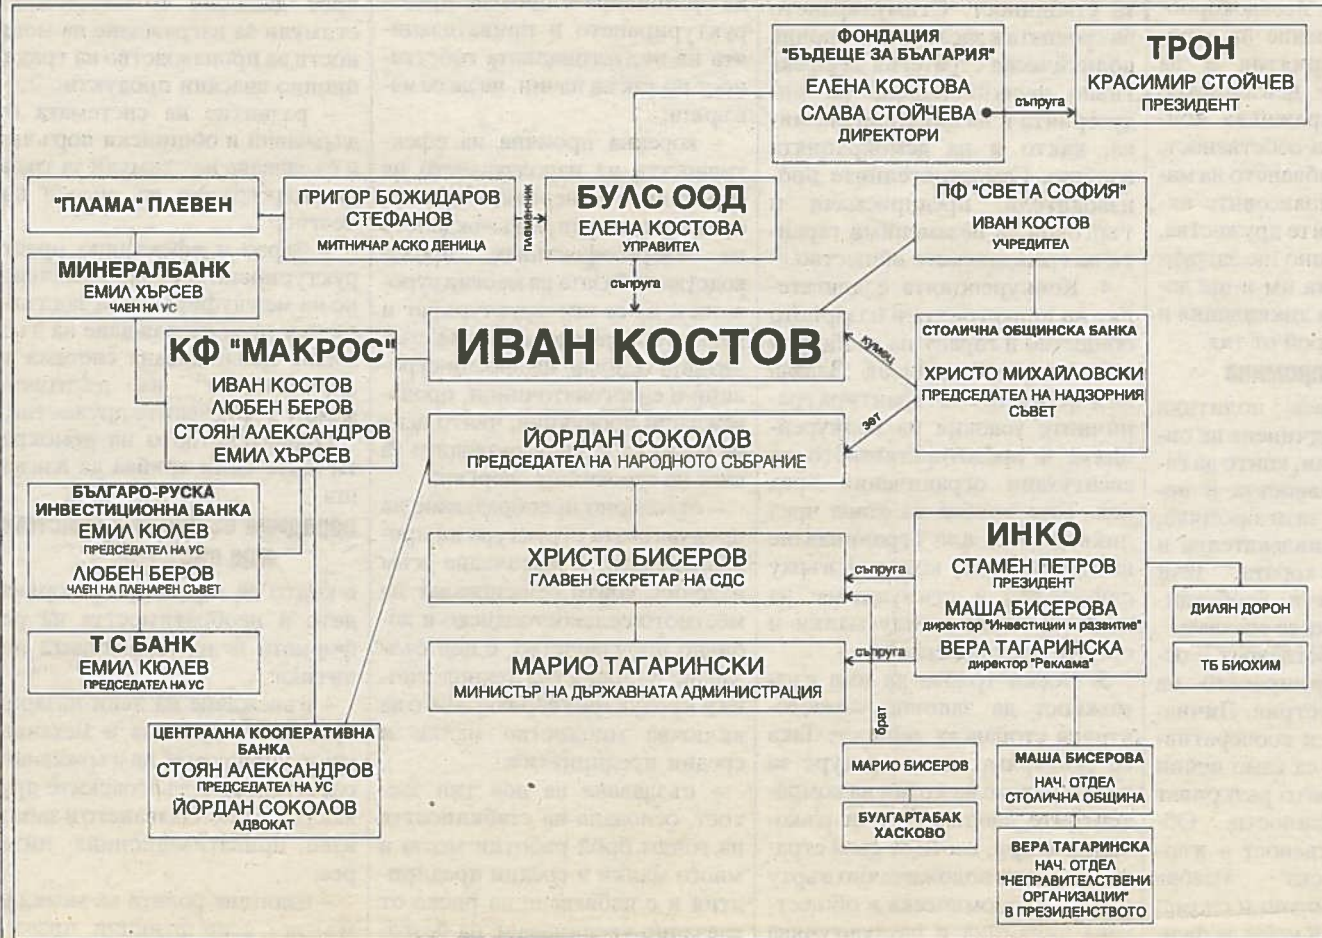 ФОНДАЦИЯ
"БЪДЕЩЕ ЗА БЪЛГАРИЯ"
ЕЛЕНА КОСТОВА
СЛАВА СТОЙЧЕВА
ДИРЕКТОРИ
съпруга
ТРОН
КРАСИМИР СТОЙЧЕВ
ПРЕЗИДЕНТ
"ПЛАМА" ПЛЕВЕН
ГРИГОР БОЖИДАРОВ
СТЕФАНОВ
МИТНИЧАР АСКО ДЕНИЦА
племенник
БУЛС ООД
ЕЛЕНА КОСТОВА
УПРАВИТЕЛ
съпруга
ПФ "СВЕТА СОФИЯ"
ИВАН КОСТОВ
УЧРЕДИТЕЛ
МИНЕРАЛБАНК
ЕМИЛ ХЪРСЕВ
ЧЛЕН НА УС
КФ "МАКРОС"
ИВАН КОСТОВ
ЛЮБЕН БЕРОВ
СТОЯН АЛЕКСАНДРОВ
ЕМИЛ ХЪРСЕВ
ИВАН КОСТОВ
кумец
СТОЛИЧНА ОБЩИНСКА БАНКА
ХРИСТО МИХАЙЛОВСКИ
ПРЕДСЕДАТЕЛ НА НАДЗОРНИЯ
СЪВЕТ
зет
ЙОРДАН СОКОЛОВ
ПРЕДСЕДАТЕЛ НА НАРОДНОТО СЪБРАНИЕ
БЪЛГАРО-РУСКА
ИНВЕСТИЦИОННА БАНКА
ЕМИЛ КЮЛЕВ
ПРЕДСЕДАТЕЛ НА УС
ЛЮБЕН БЕРОВ
ЧЛЕН НА ПЛЕНАРЕН СЪВЕТ
ХРИСТО БИСЕРОВ
ГЛАВЕН СЕКРЕТАР НА СДС
съпруга
ИНКО
СТАМЕН ПЕТРОВ
ПРЕЗИДЕНТ
МАША БИСЕРОВА
директор "Инвестиции и развитие"
ВЕРА ТАГАРИНСКА
директор "Реклама"
ДИЛЯН ДОРОН
ТБ БИОХИМ
ТС БАНК
ЕМИЛ КЮЛЕВ
ПРЕДСЕДАТЕЛ НА УС
МАРИО ТАГАРИНСКИ
МИНИСТЪР НА ДЪРЖАВНАТА АДМИНИСТРАЦИЯ
съпруга
брат
ЦЕНТРАЛНА КООПЕРАТИВНА
БАНКА
СТОЯН АЛЕКСАНДРОВ
ПРЕДСЕДАТЕЛ НА УС
ЙОРДАН СОКОЛОВ
АДВОКАТ
МАРИО БИСЕРОВ
БУЛГАРТАБАК
ХАСКОВО
МАША БИСЕРОВА
НАЧ. ОТДЕЛ
СТОЛИЧНА ОБЩИНА
ВЕРА ТАГАРИНСКА
НАЧ. ОТДЕЛ
"НЕПРАВИТЕЛСТВЕНИ
ОРГАНИЗАЦИИ"
В ПРЕЗИДЕНСТВОТО